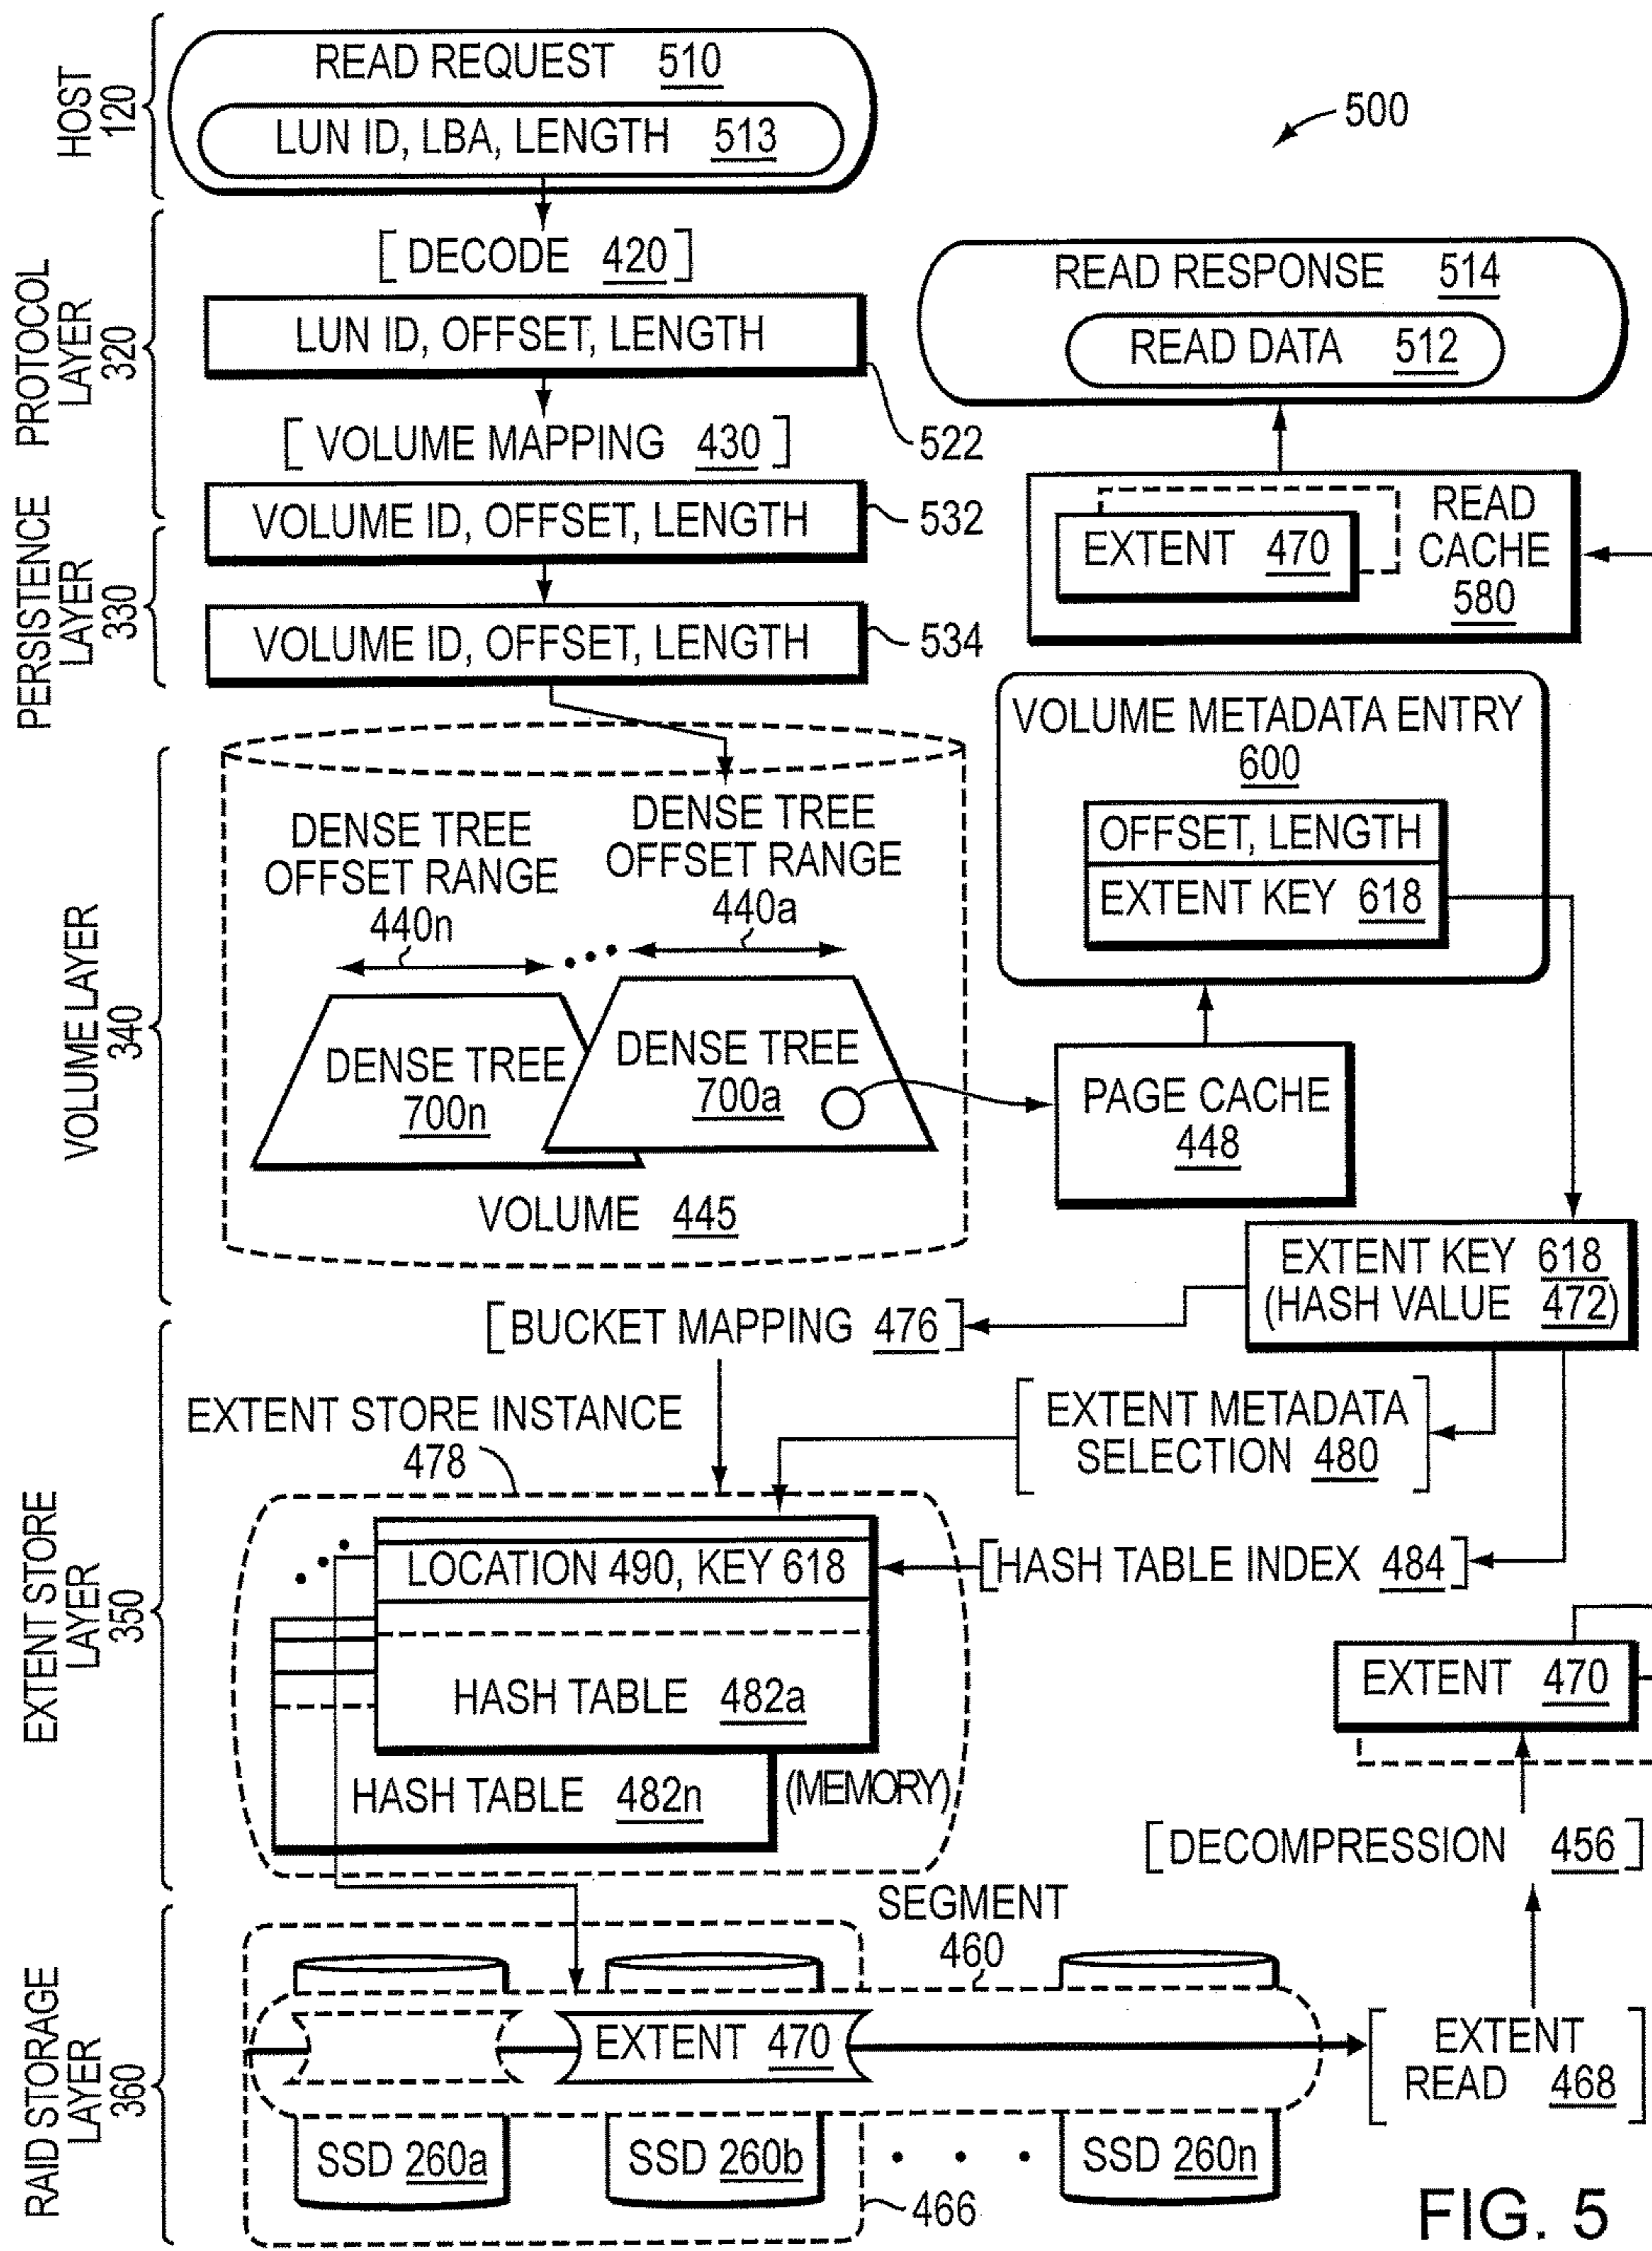 HOST
120
READ REQUEST 510
LUN ID, LBA, LENGTH 513
500
PROTOCOL
LAYER
320
[DECODE 420]
LUN ID, OFFSET, LENGTH
522
[VOLUME MAPPING 430]
VOLUME ID, OFFSET, LENGTH
532
READ RESPONSE 514
READ DATA 512
EXTENT 470
READ
CACHE
580
PERSISTENCE
LAYER
330
VOLUME ID, OFFSET, LENGTH
534
VOLUME LAYER
340
DENSE TREE
OFFSET RANGE
440n
DENSE TREE
OFFSET RANGE
440a
DENSE TREE
700n
DENSE TREE
700a
VOLUME 445
VOLUME METADATA ENTRY
600
OFFSET, LENGTH
EXTENT KEY 618
PAGE CACHE
448
EXTENT KEY 618
(HASH VALUE 472)
[BUCKET MAPPING 476]
EXTENT STORE
LAYER
350
EXTENT STORE INSTANCE
478
[EXTENT METADATA
SELECTION 480]
LOCATION 490, KEY 618
[HASH TABLE INDEX 484]
HASH TABLE 482a
HASH TABLE 482n
(MEMORY)
EXTENT 470
[DECOMPRESSION 456]
RAID STORAGE
LAYER
360
SEGMENT
460
EXTENT 470
[EXTENT
READ 468]
SSD 260a
SSD 260b
SSD 260n
466
FIG. 5